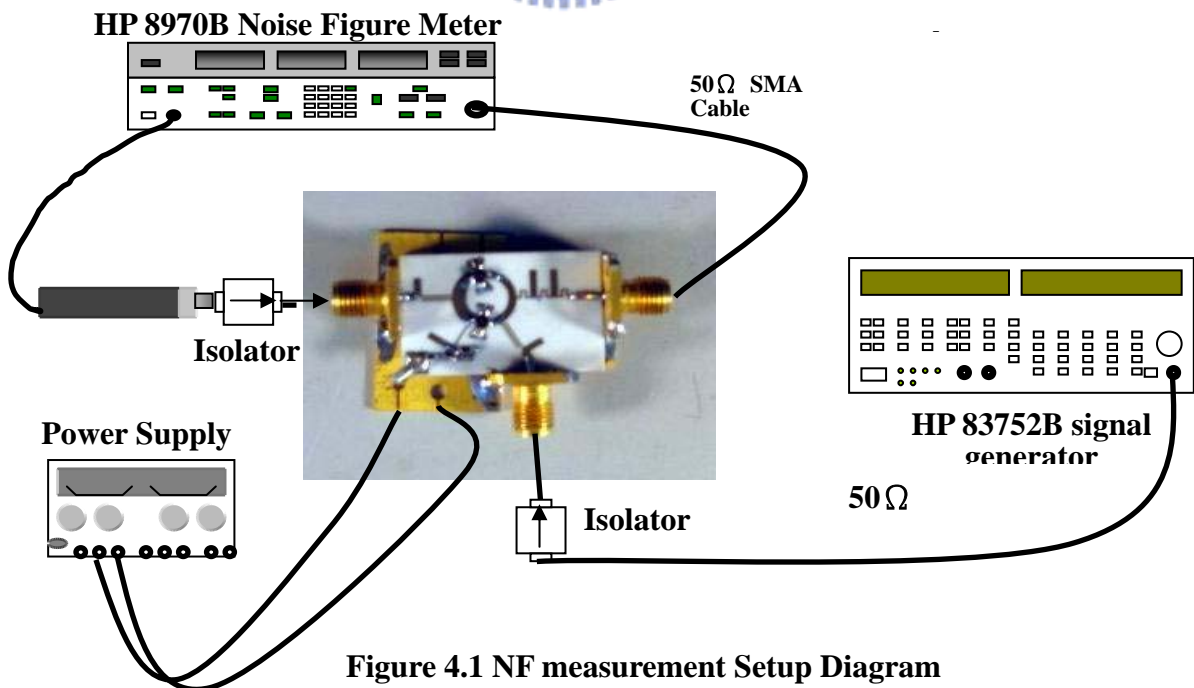 HP 8970B Noise Figure Meter
50Ω SMA
Cable
Isolator
Power Supply
HP 83752B signal
generator
50Ω
Isolator
Figure 4.1 NF measurement Setup Diagram